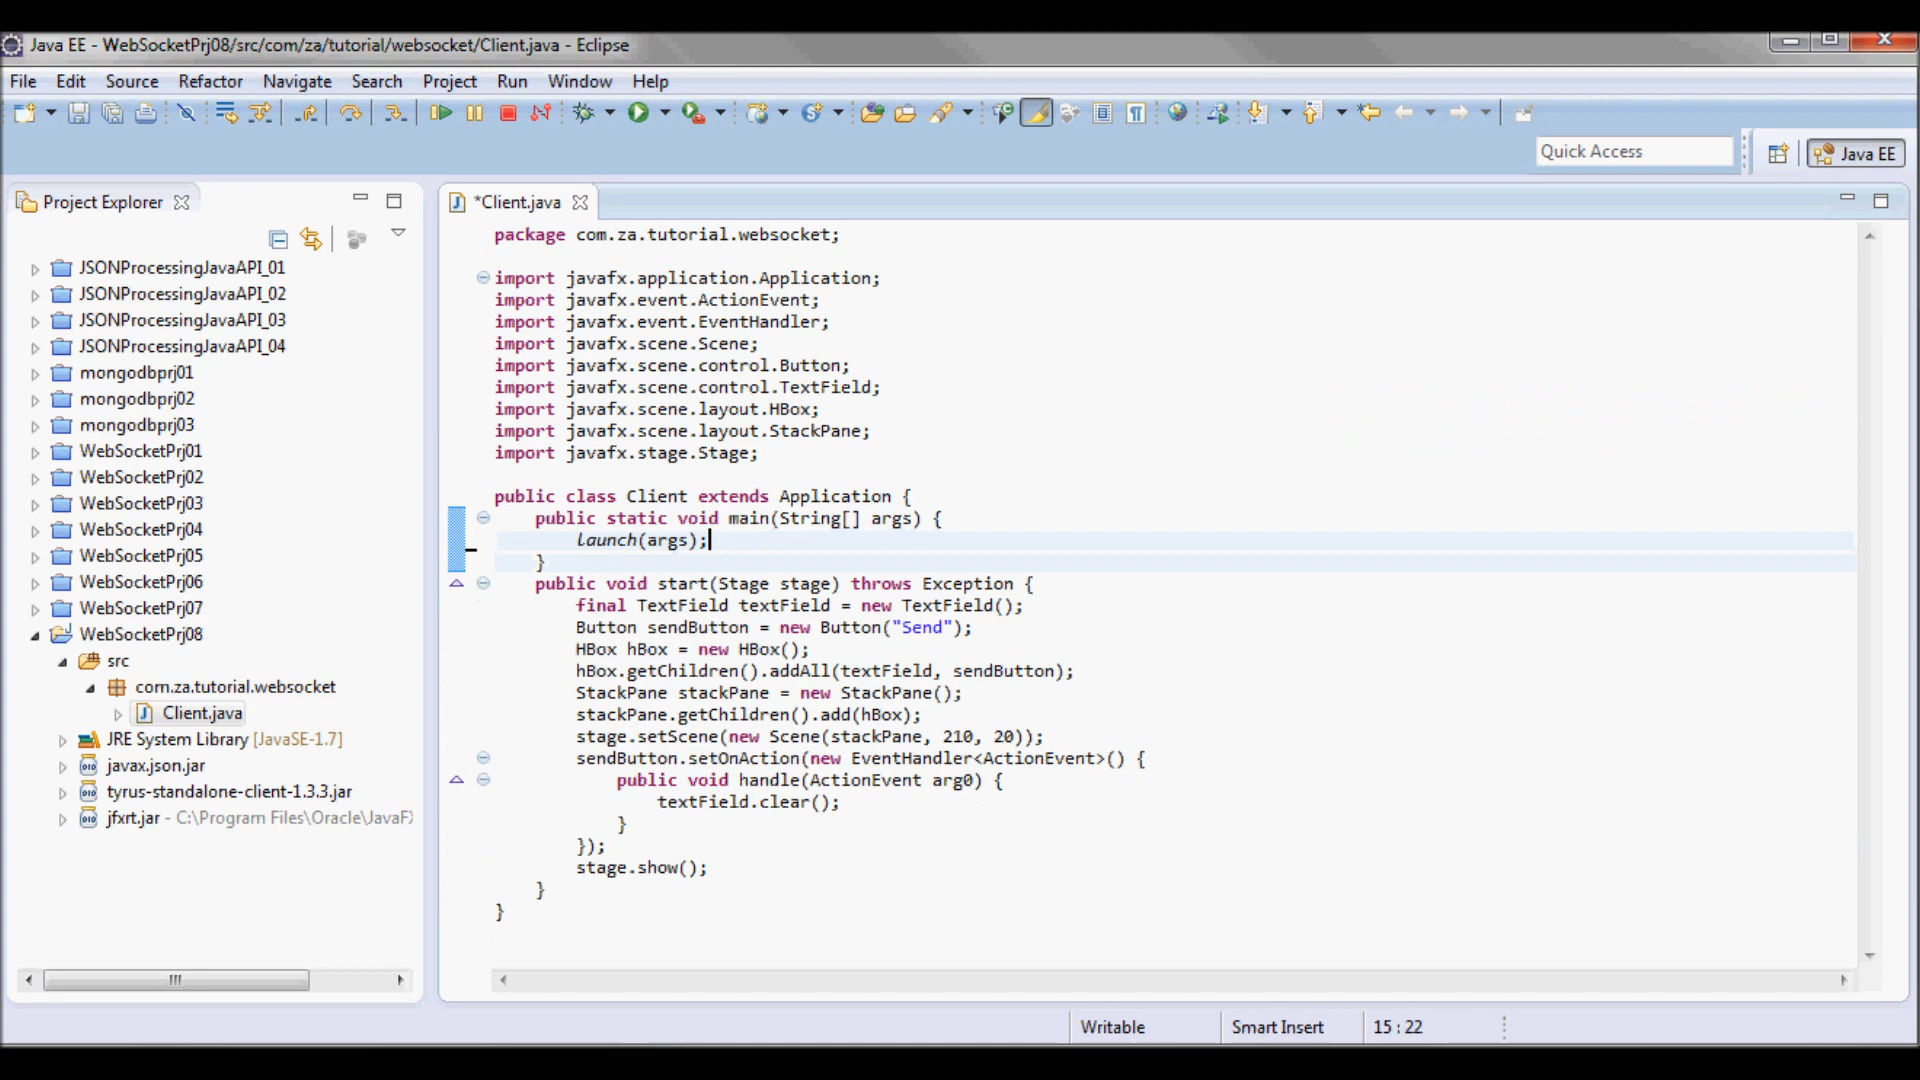 Java EE - WebSocketPrj08/src/com/za/tutorial/websocket/Client.java - Eclipse
File Edit Source Refactor Navigate Search Project Run Window Help
Quick Access
Java EE
Project Explorer
JSONProcessingJavaAPI_01
JSONProcessingJavaAPI_02
JSONProcessingJavaAPI_03
JSONProcessingJavaAPI_04
mongodbprj01
mongodbprj02
mongodbprj03
WebSocketPrj01
WebSocketPrj02
WebSocketPrj03
WebSocketPrj04
WebSocketPrj05
WebSocketPrj06
WebSocketPrj07
WebSocketPrj08
src
com.za.tutorial.websocket
Client.java
JRE System Library [JavaSE-1.7]
javax.json.jar
tyrus-standalone-client-1.3.3.jar
jfxrt.jar - C:\Program Files\Oracle\JavaFX
*Client.java
package com.za.tutorial.websocket;
import javafx.application.Application;
import javafx.event.ActionEvent;
import javafx.event.EventHandler;
import javafx.scene.Scene;
import javafx.scene.control.Button;
import javafx.scene.control.TextField;
import javafx.scene.layout.HBox;
import javafx.scene.layout.StackPane;
import javafx.stage.Stage;
public class Client extends Application {
public static void main(String[] args) {
launch(args);
}
public void start(Stage stage) throws Exception {
final TextField textField = new TextField();
Button sendButton = new Button("Send");
HBox hBox = new HBox();
hBox.getChildren().addAll(textField, sendButton);
StackPane stackPane = new StackPane();
stackPane.getChildren().add(hBox);
stage.setScene(new Scene(stackPane, 210, 20));
sendButton.setOnAction(new EventHandler<ActionEvent>() {
public void handle(ActionEvent arg0) {
textField.clear();
}
});
stage.show();
}
}
Writable
Smart Insert
15 : 22